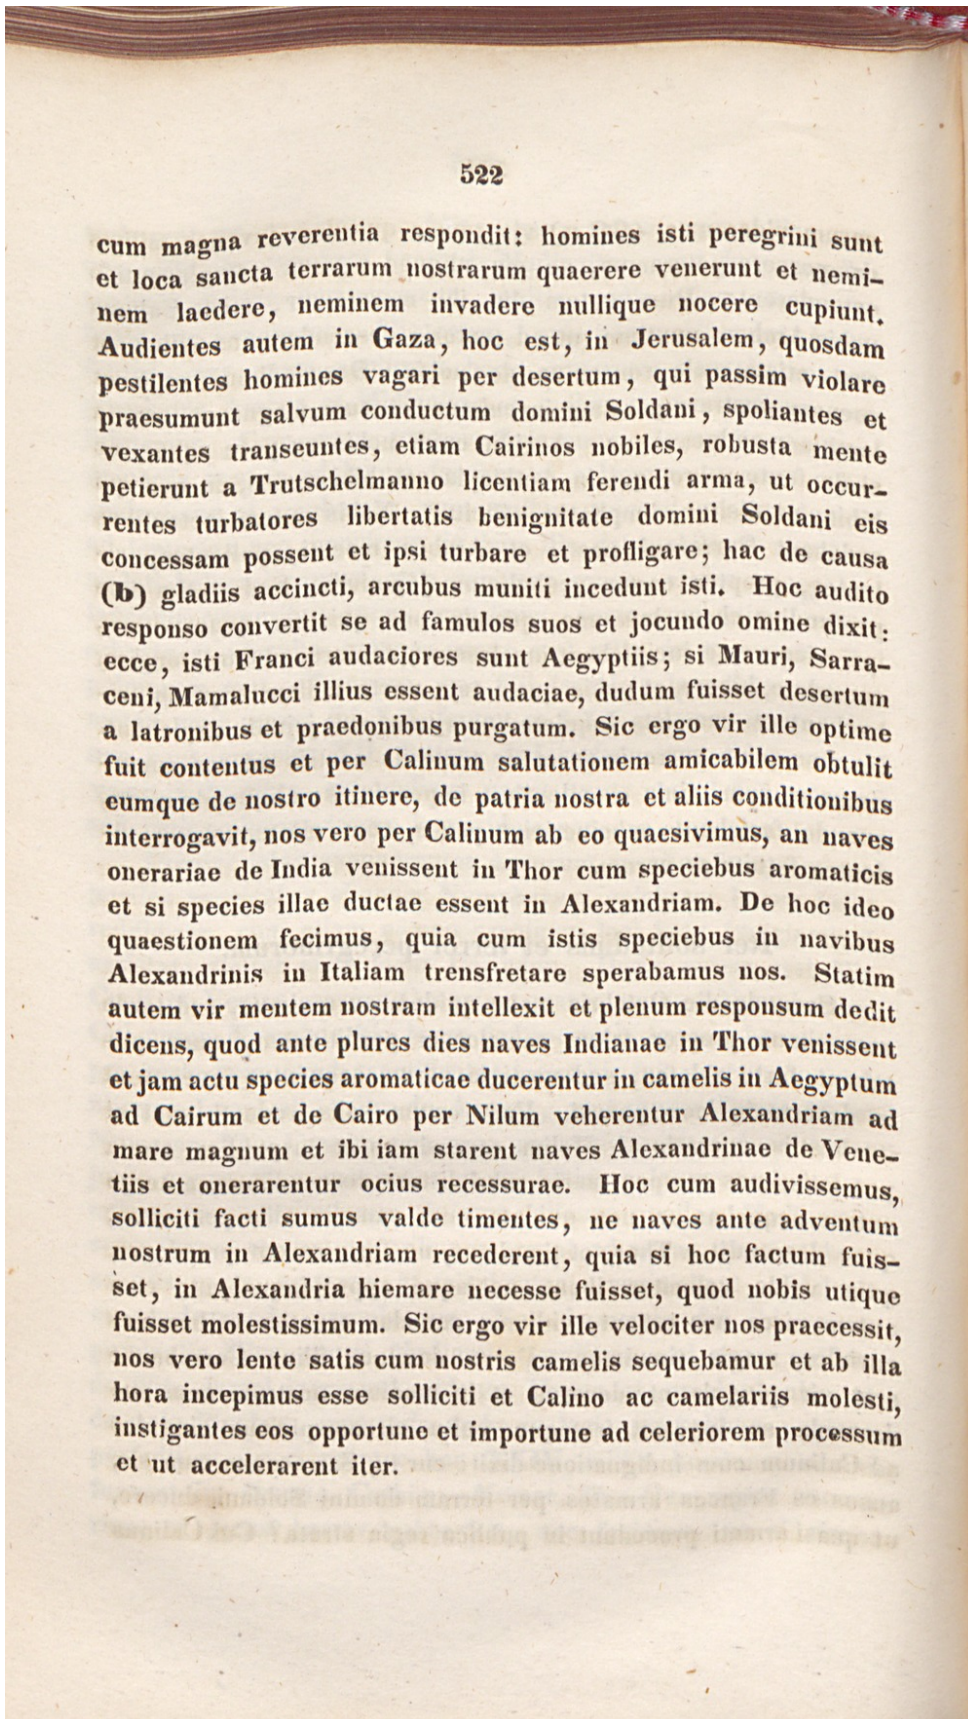 522
cum magna reverentia respondit: homines isti peregrini sunt
et loca sancta terrarum nostrarum quaerere venerunt et nemi-
nem laedere, neminem invadere nullique nocere cupiunt.
Audientes autem in Gaza, hoc est, in Jerusalem, quosdam
pestilentes homines vagari per desertum, qui passim violare
praesumunt salvum conductum domini Soldani, spoliantes et
vexantes transeuntes, etiam Cairinos nobiles, robusta mente
petierunt a Trutschelmanno licentiam ferendi arma, ut occur-
rentes turbatores libertatis benignitate domini Soldani eis
concessam possent et ipsi turbare et profligare; hac de causa
(b) gladiis accincti, arcubus muniti incedunt isti. Hoc audito
responso convertit se ad famulos suos et jocundo omine dixit:
ecce, isti Franci audaciores sunt Aegyptiis; si Mauri, Sarra-
ceni, Mamalucci illius essent audaciae, dudum fuisset desertum
a latronibus et praedonibus purgatum. Sic ergo vir ille optime
fuit contentus et per Calinum salutationem amicabilem obtulit
eumque de nostro itinere, de patria nostra et aliis conditionibus
interrogavit, nos vero per Calinum ab eo quaesivimus, an naves
onerariae de India venissent in Thor cum speciebus aromaticis
et si species illae ductae essent in Alexandriam. De hoc ideo
quaestionem fecimus, quia cum istis speciebus in navibus
Alexandrinis in Italiam trensfretare sperabamus nos. Statim
autem vir mentem nostram intellexit et plenum responsum dedit
dicens, quod ante plures dies naves Indianae in Thor venissent
et jam actu species aromaticae ducerentur in camelis in Aegyptum
ad Cairum et de Cairo per Nilum veherentur Alexandriam ad
mare magnum et ibi iam starent naves Alexandrinae de Vene-
tiis et onerarentur ocius recessurae. Hoc cum audivissemus,
solliciti facti sumus valde timentes, ne naves ante adventum
nostrum in Alexandriam recederent, quia si hoc factum fuis-
set, in Alexandria hiemare necesse fuisset, quod nobis utique
fuisset molestissimum. Sic ergo vir ille velociter nos praecessit,
nos vero lente satis cum nostris camelis sequebamur et ab illa
hora incepimus esse solliciti et Calino ac camelariis molesti,
instigantes eos opportune et importune ad celeriorem processum
et ut accelerarent iter.